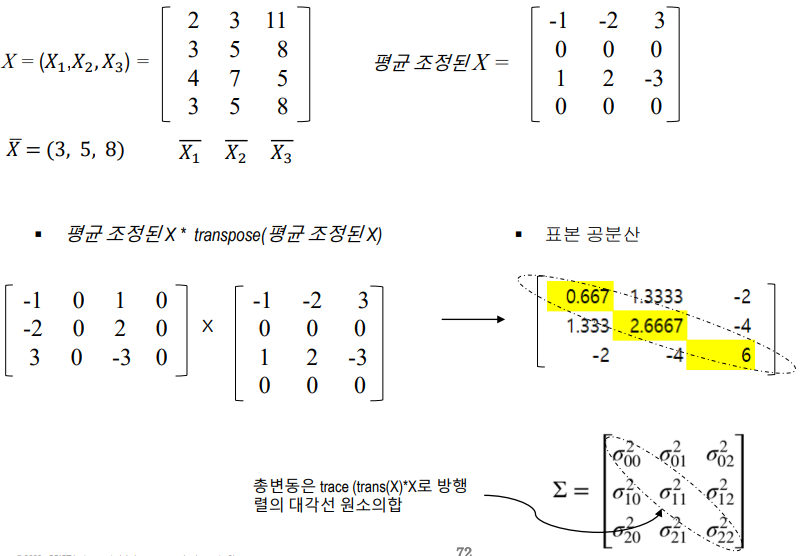 X = (X₁,X₂,X₃) = [ 2 3 11
3 5 8
4 7 5
3 5 8 ]
평균 조정된 X = [ -1 -2 3
0 0 0
1 2 -3
0 0 0 ]
X̅ = (3, 5, 8) X̅₁ X̅₂ X̅₃
▪ 평균 조정된 X * transpose(평균 조정된 X)
▪ 표본 공분산
[ -1 0 1 0
-2 0 2 0
3 0 -3 0 ]
X
[ -1 -2 3
0 0 0
1 2 -3
0 0 0 ]
[ 0.667 1.3333 -2
1.333 2.6667 -4
-2 -4 6 ]
총변동은 trace (trans(X)*X로 방행
렬의 대각선 원소의합
Σ = [ σ²₀₀ σ²₀₁ σ²₀₂
σ²₁₀ σ²₁₁ σ²₁₂
σ²₂₀ σ²₂₁ σ²₂₂ ]
72